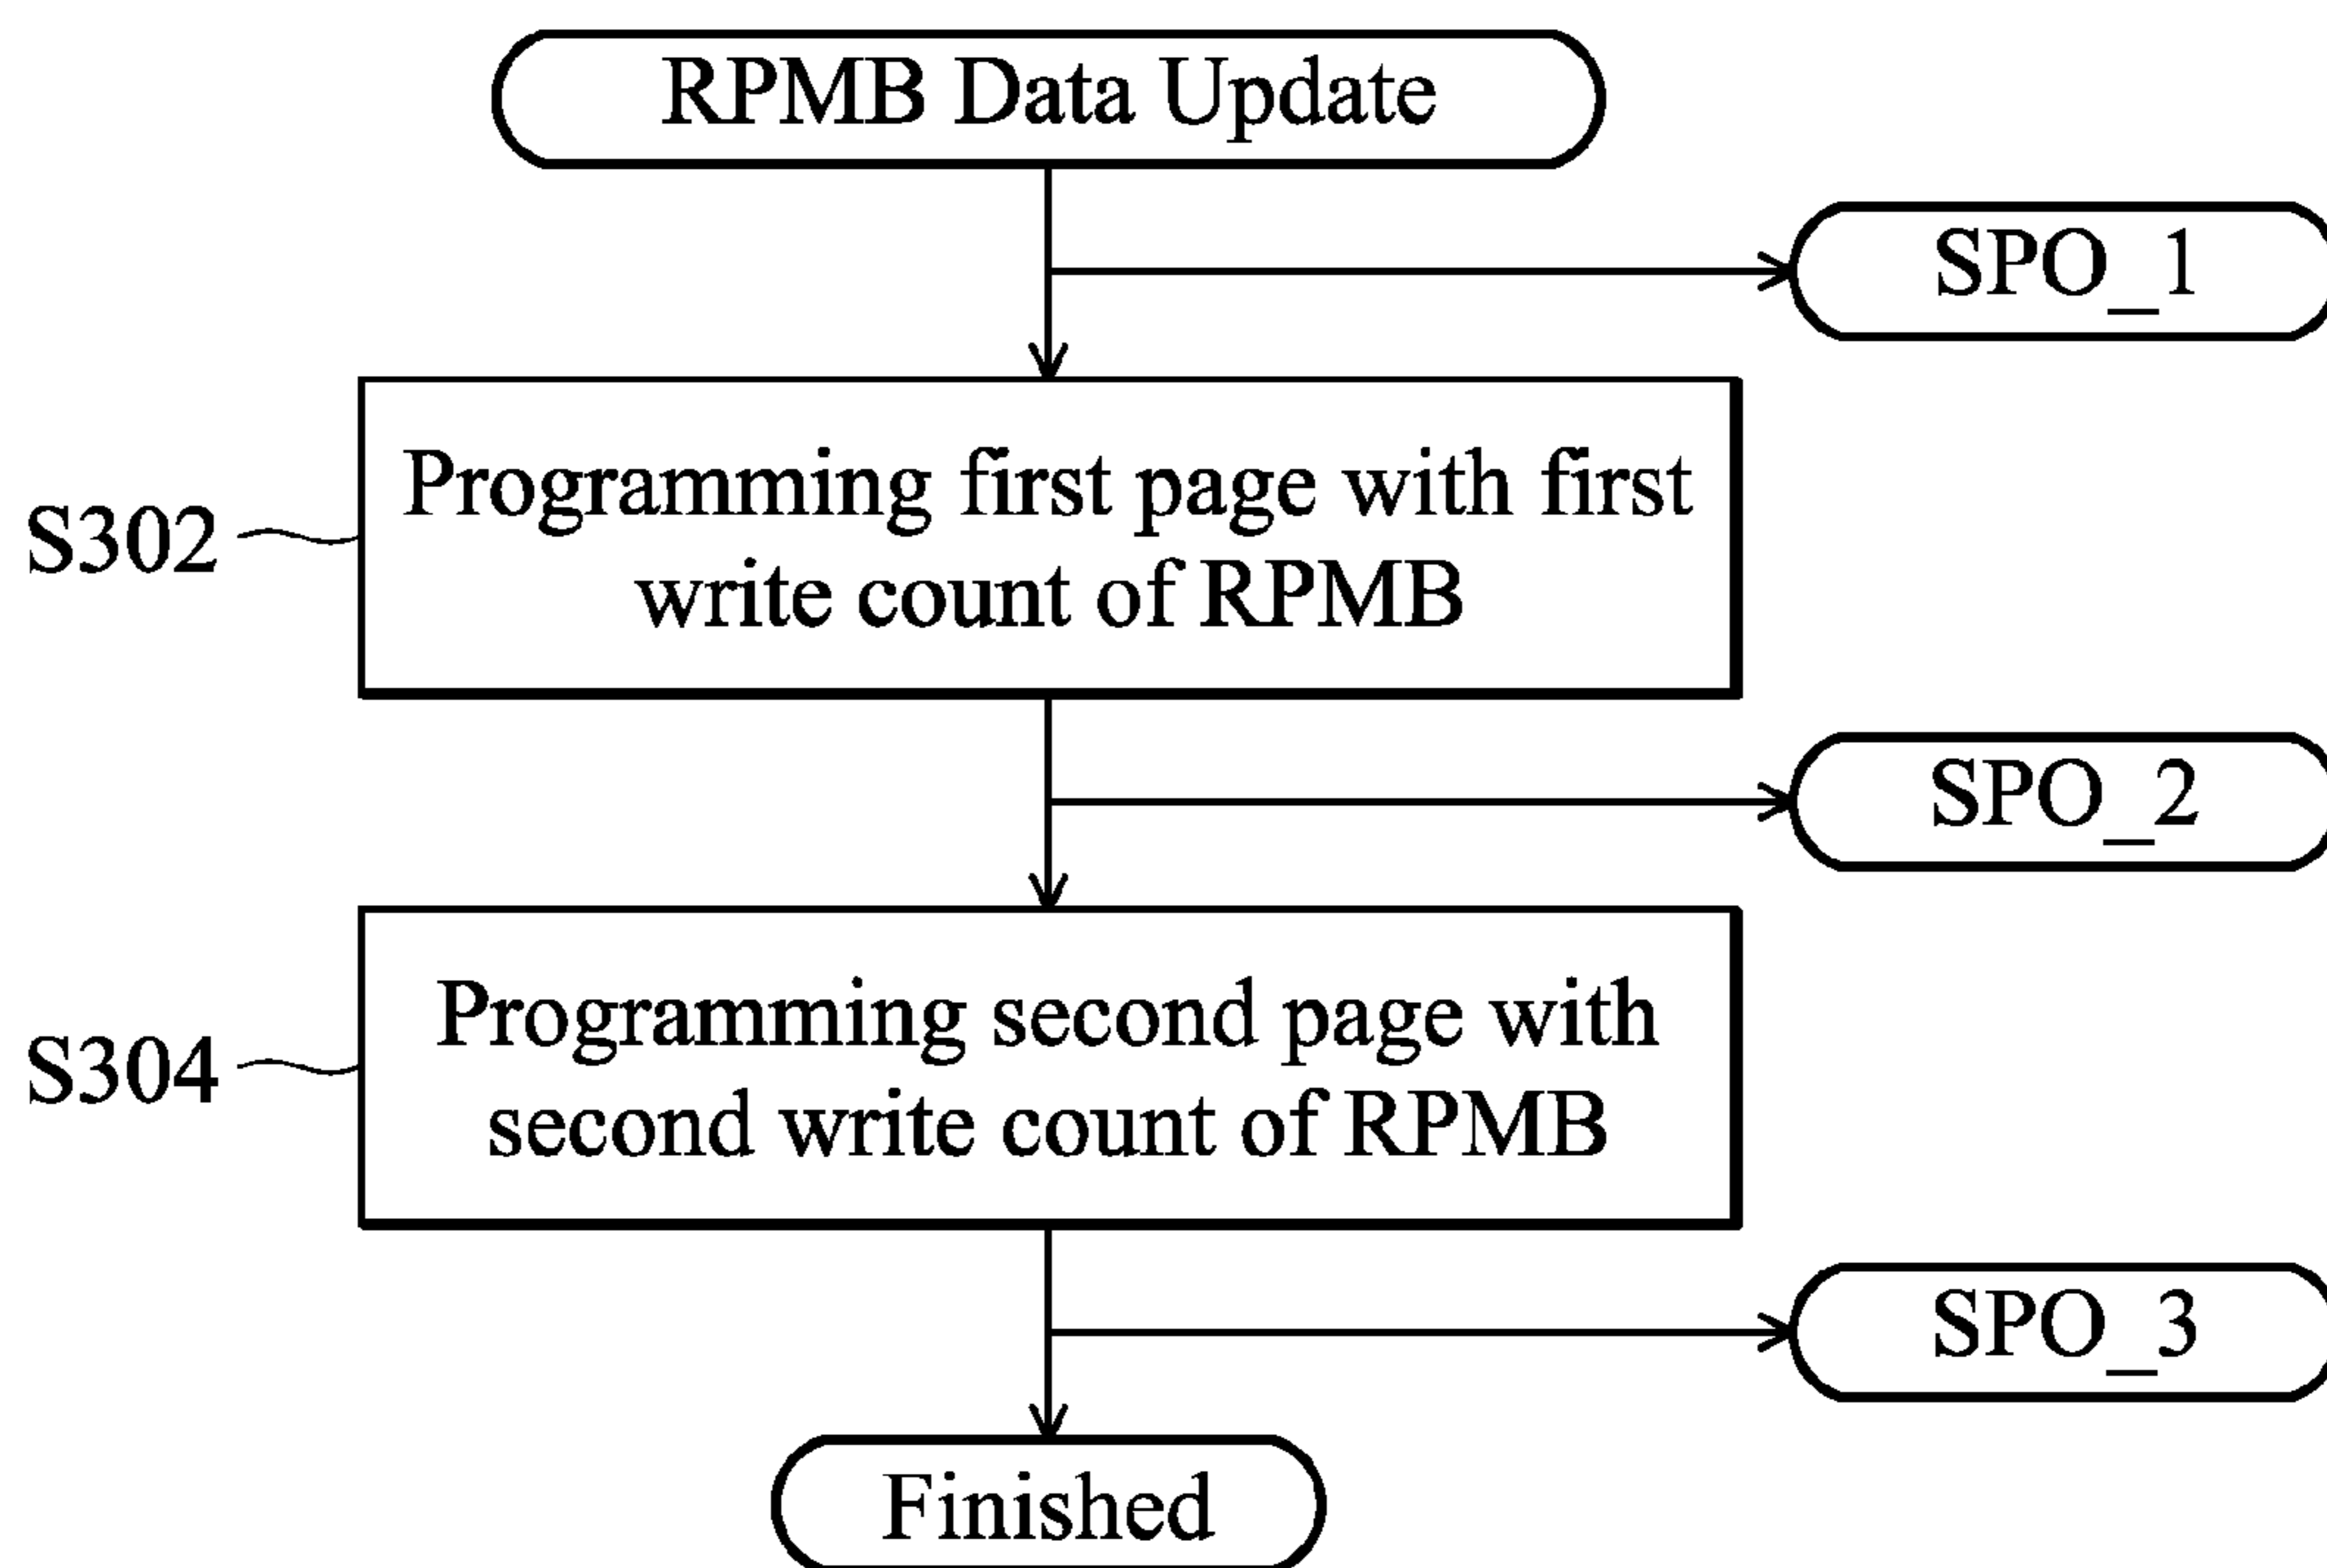 RPMB Data Update
SPO_1
S302
Programming first page with first
write count of RPMB
SPO_2
S304
Programming second page with
second write count of RPMB
SPO_3
Finished